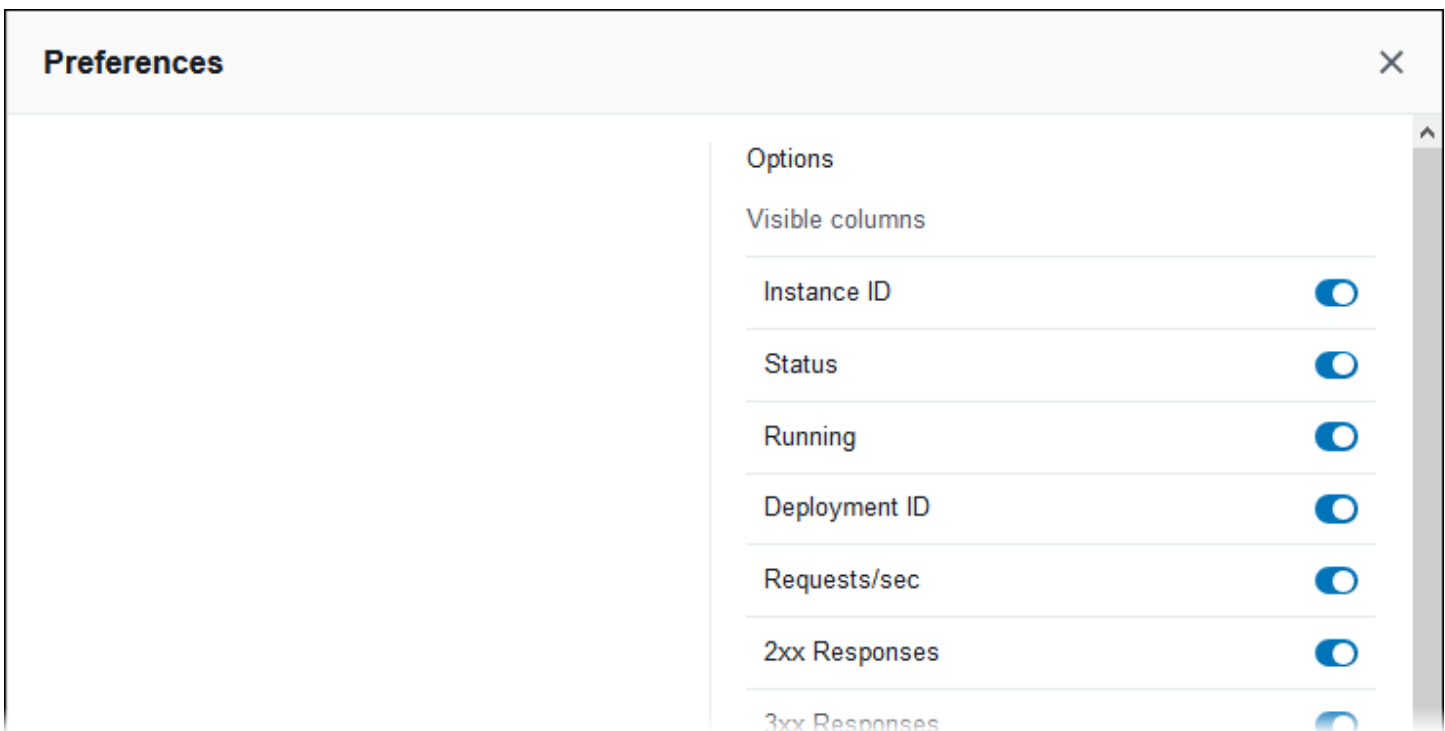 Preferences
Options
Visible columns
Instance ID
Status
Running
Deployment ID
Requests/sec
2xx Responses
3xx Responses